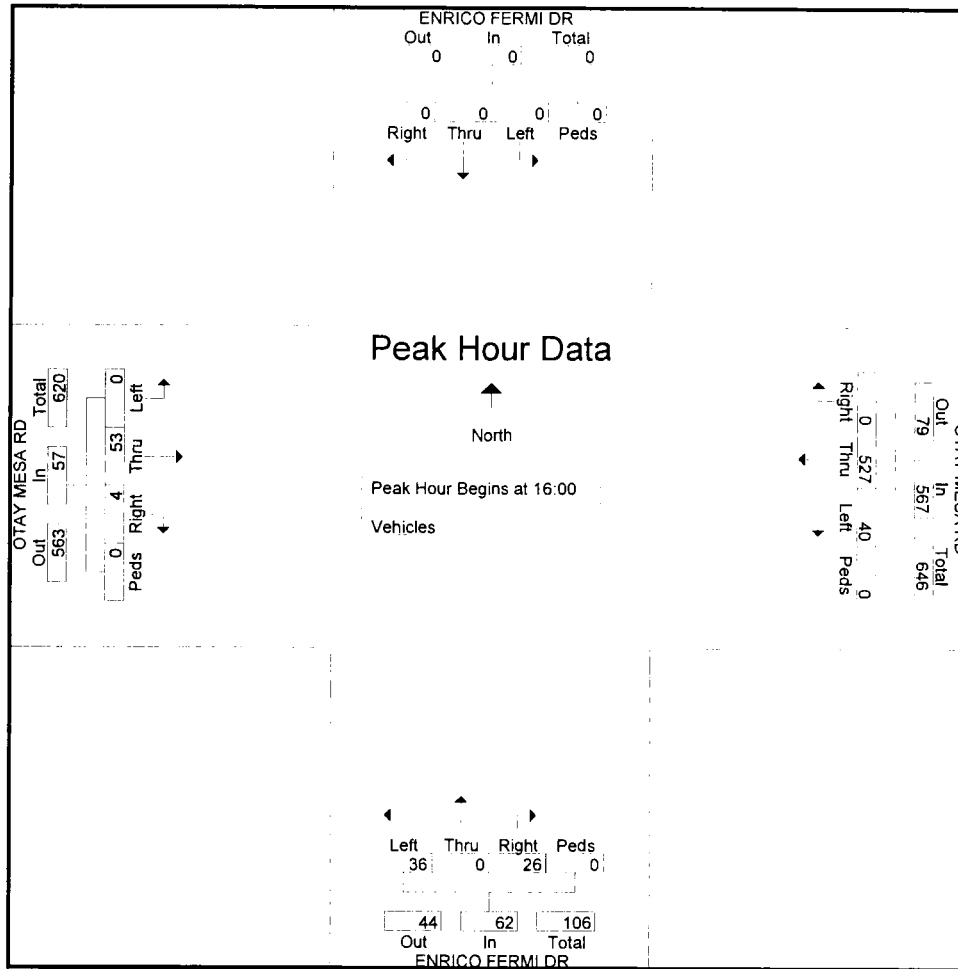 ENRICO FERMI DR
Out In Total
0 0 0
0 0 0 0
Right Thru Left Peds
Peak Hour Data
North
Peak Hour Begins at 16:00
Vehicles
OTAY MESA RD
Out In Total
563 57 620
0 4 53 0
Peds Right Thru Left
OTAY MESA RD
Out In Total
79 567 646
0 527 40 0
Right Thru Left Peds
Left Thru Right Peds
36 0 26 0
44 62 106
Out In Total
ENRICO FERMI DR